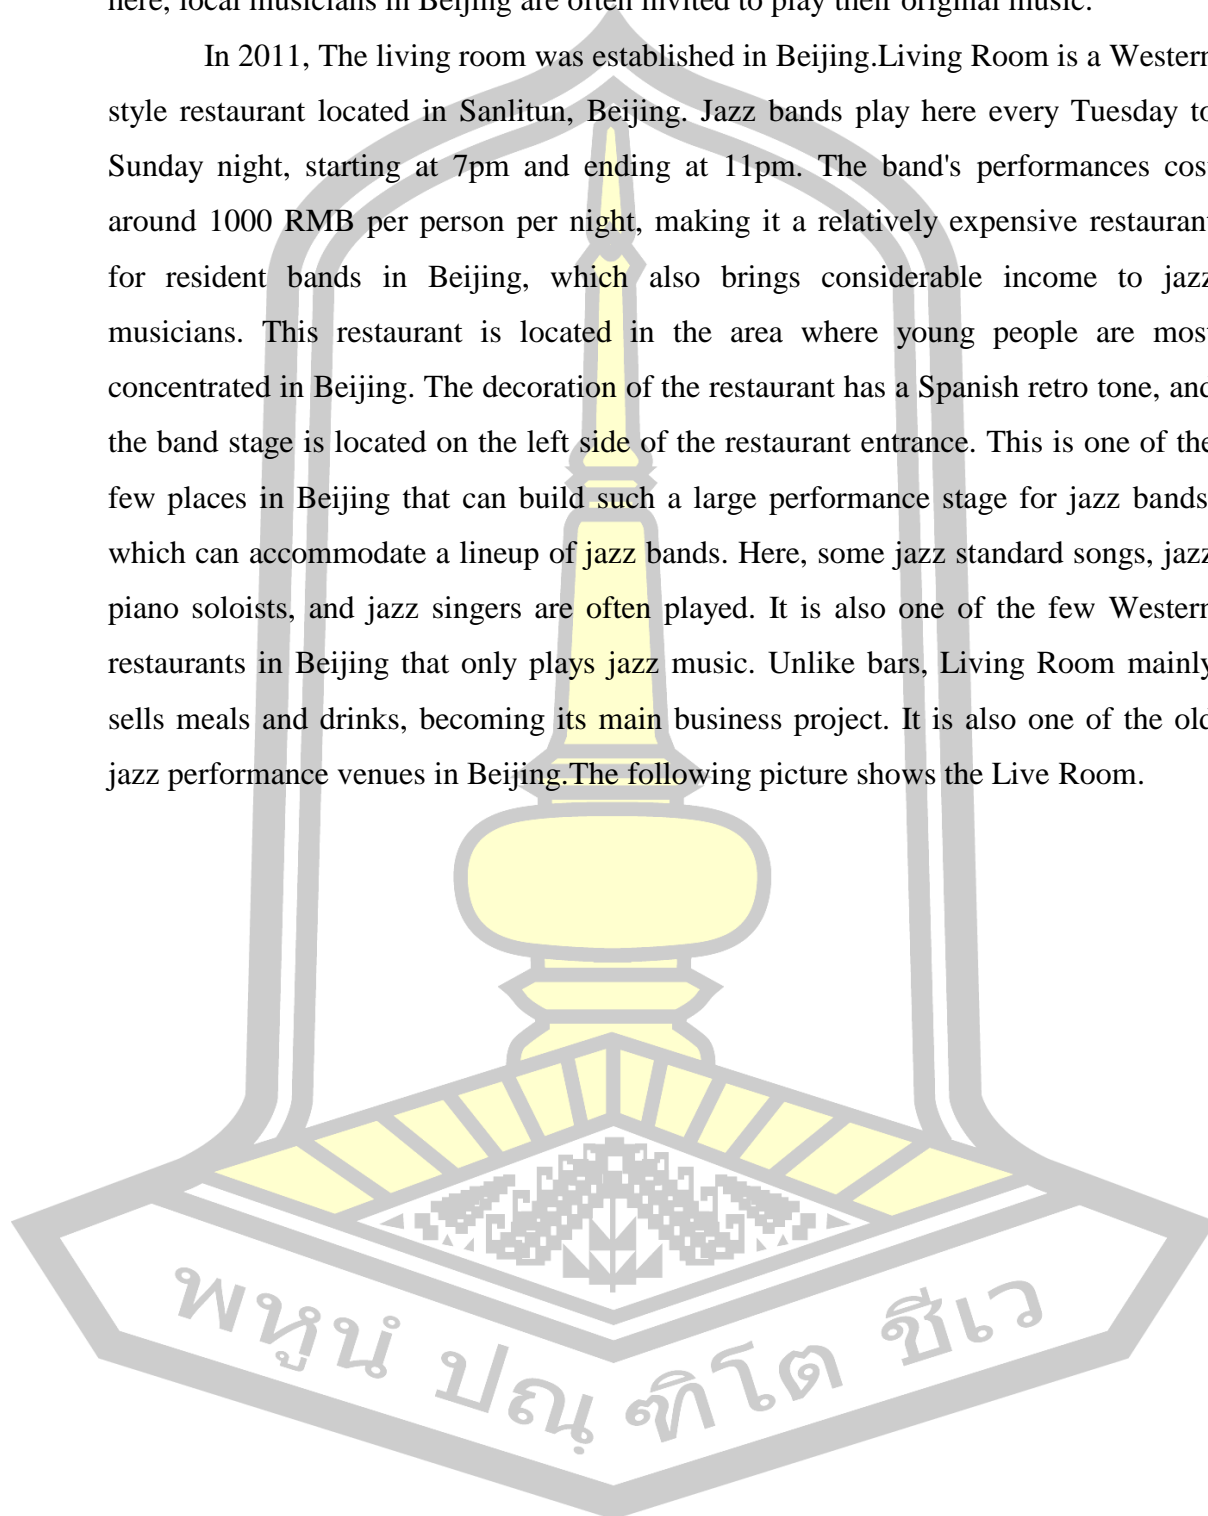 here, local musicians in Beijing are often invited to play their original music.
In 2011, The living room was established in Beijing.Living Room is a Western
style restaurant located in Sanlitun, Beijing. Jazz bands play here every Tuesday to
Sunday night, starting at 7pm and ending at 11pm. The band's performances cost
around 1000 RMB per person per night, making it a relatively expensive restaurant
for resident bands in Beijing, which also brings considerable income to jazz
musicians. This restaurant is located in the area where young people are most
concentrated in Beijing. The decoration of the restaurant has a Spanish retro tone, and
the band stage is located on the left side of the restaurant entrance. This is one of the
few places in Beijing that can build such a large performance stage for jazz bands
which can accommodate a lineup of jazz bands. Here, some jazz standard songs, jazz
piano soloists, and jazz singers are often played. It is also one of the few Western
restaurants in Beijing that only plays jazz music. Unlike bars, Living Room mainly
sells meals and drinks, becoming its main business project. It is also one of the old
jazz performance venues in Beijing.The following picture shows the Live Room.
พหูนํ ปณฺฑิโต ชีเว